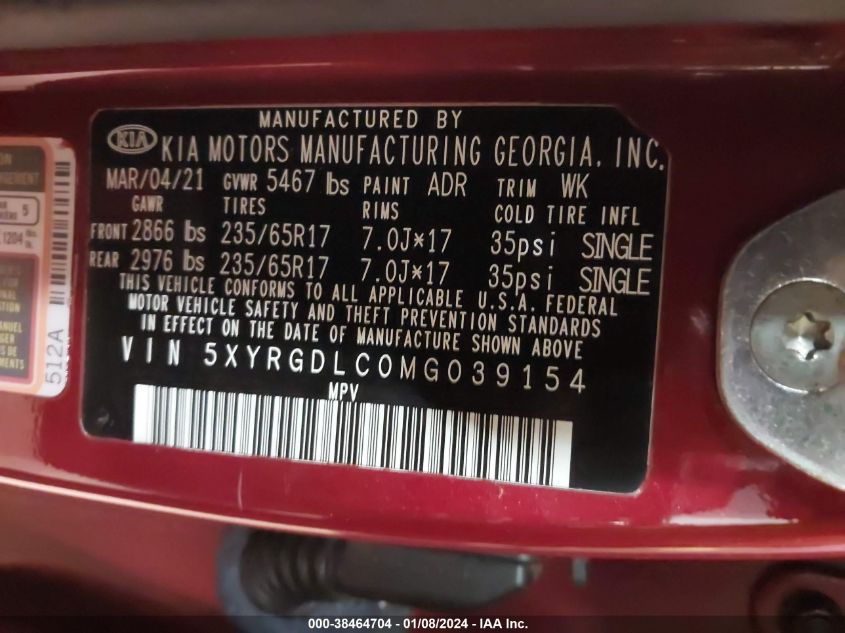 MANUFACTURED BY
KIA KIA MOTORS MANUFACTURING GEORGIA, INC.
MAR/04/21 GVWR 5467 lbs PAINT ADR TRIM WK
GAWR TIRES RIMS COLD TIRE INFL
FRONT 2866 lbs 235/65R17 7.0J*17 35psi SINGLE
REAR 2976 lbs 235/65R17 7.0J*17 35psi SINGLE
THIS VEHICLE CONFORMS TO ALL APPLICABLE U.S.A. FEDERAL
MOTOR VEHICLE SAFETY AND THEFT PREVENTION STANDARDS
IN EFFECT ON THE DATE OF MANUFACTURE SHOWN ABOVE
VIN 5XYRGDLC0MG039154
MPV
5
1204
512A
000-38464704 - 01/08/2024 - IAA Inc.